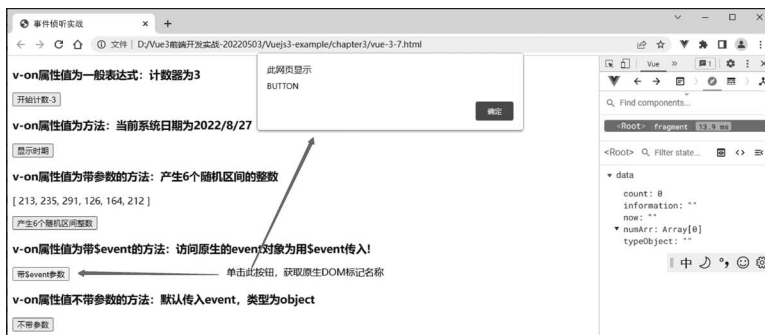 事件侦听实战
文件 | D:/Vue3前端开发实战-20220503/Vuejs3-example/chapter3/vue-3-7.html
v-on属性值为一般表达式：计数器为3
开始计数-3
v-on属性值为方法：当前系统日期为2022/8/27
显示时期
v-on属性值为带参数的方法：产生6个随机区间的整数
[ 213, 235, 291, 126, 164, 212 ]
产生6个随机区间整数
v-on属性值为带$event的方法：访问原生的event对象为用$event传入!
带$event参数
单击此按钮，获取原生DOM标记名称
v-on属性值不带参数的方法：默认传入event，类型为object
不带参数
此网页显示
BUTTON
确定
Vue
1
Find components...
<Root> fragment 13.9 ms
<Root> Filter state...
data
count: 0
information: ""
now: ""
numArr: Array[0]
typeObject: ""
中